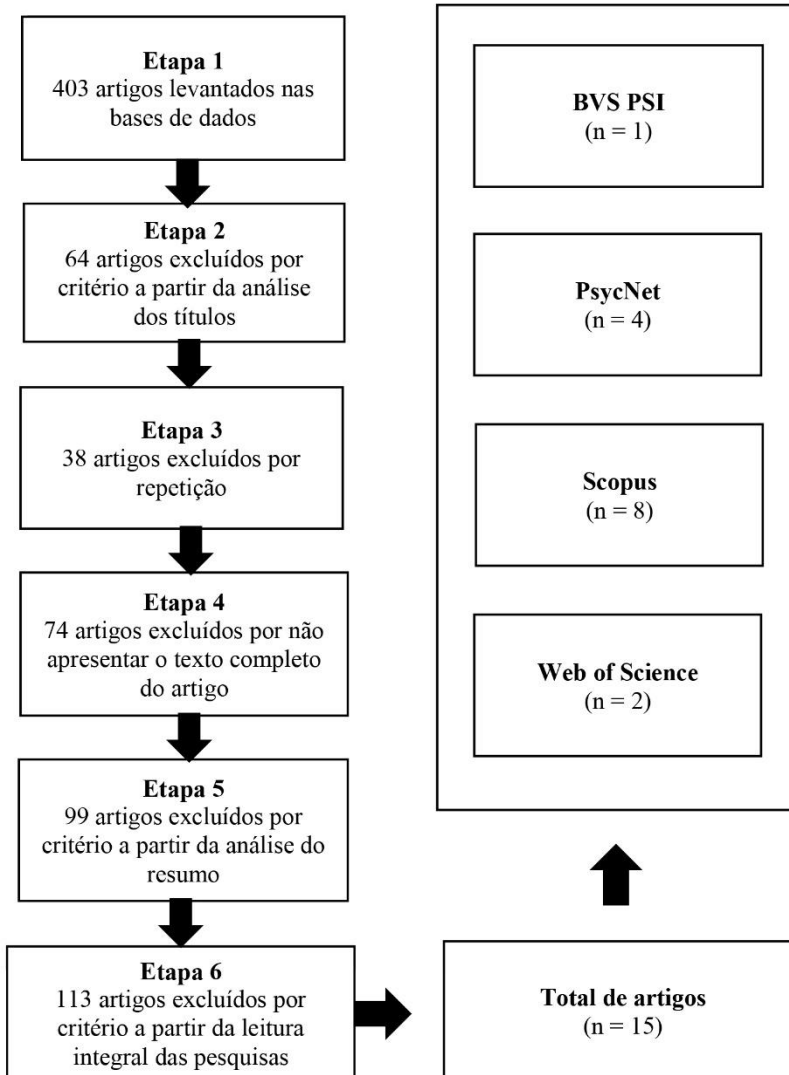 Etapa 1
403 artigos levantados nas
bases de dados
Etapa 2
64 artigos excluídos por
critério a partir da análise
dos títulos
Etapa 3
38 artigos excluídos por
repetição
Etapa 4
74 artigos excluídos por não
apresentar o texto completo
do artigo
Etapa 5
99 artigos excluídos por
critério a partir da análise do
resumo
Etapa 6
113 artigos excluídos por
critério a partir da leitura
integral das pesquisas
Total de artigos
(n = 15)
BVS PSI
(n = 1)
PsycNet
(n = 4)
Scopus
(n = 8)
Web of Science
(n = 2)